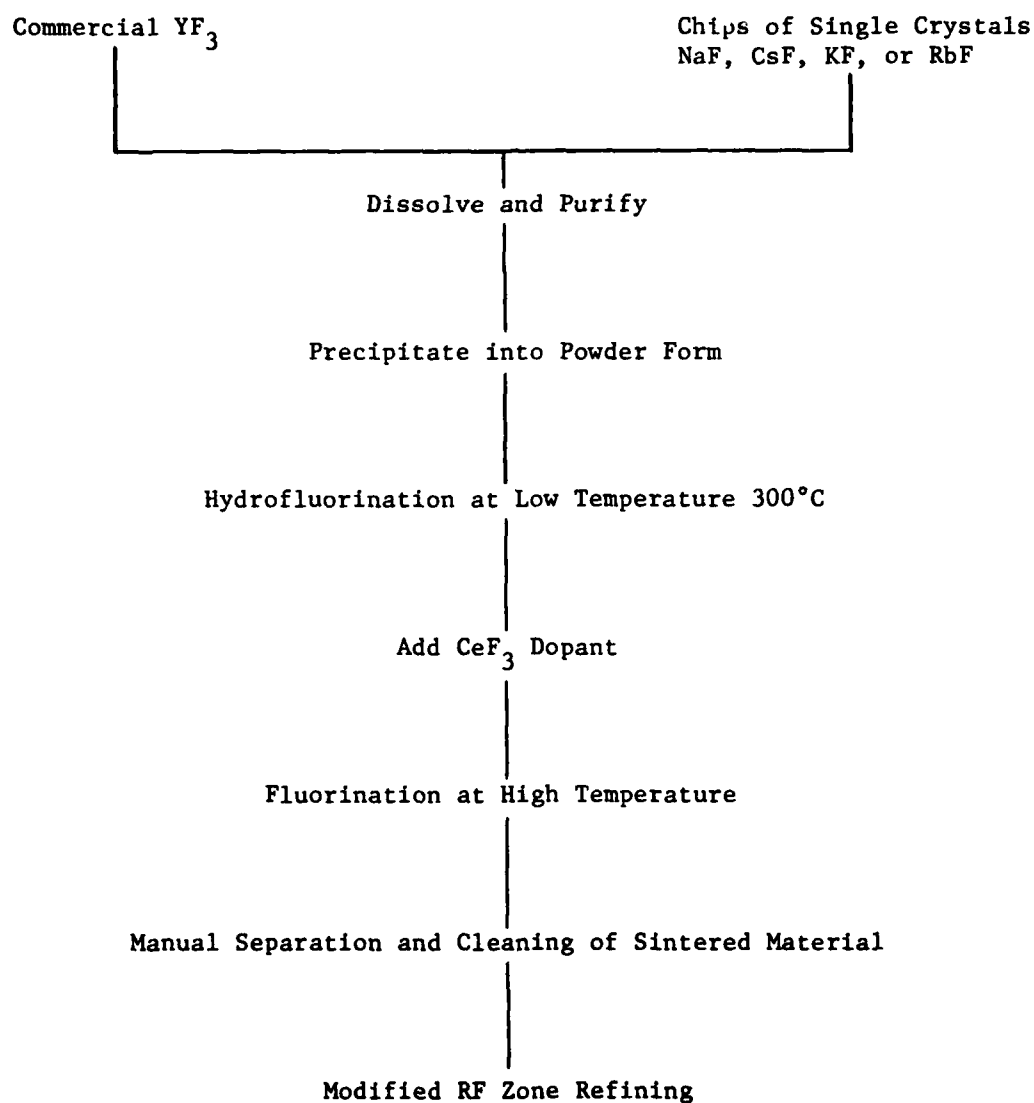 Commercial YF3
Chips of Single Crystals
NaF, CsF, KF, or RbF
Dissolve and Purify
Precipitate into Powder Form
Hydrofluorination at Low Temperature 300°C
Add CeF3 Dopant
Fluorination at High Temperature
Manual Separation and Cleaning of Sintered Material
Modified RF Zone Refining